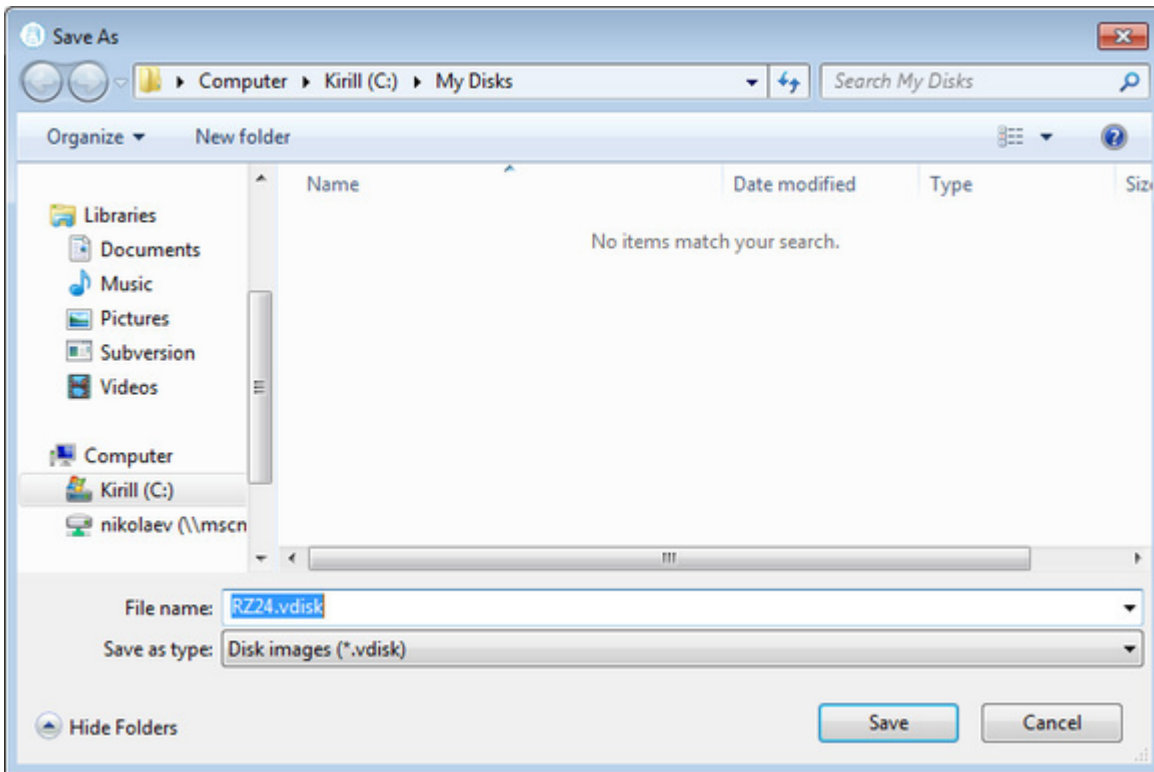 Save As
Computer Kirill (C:) My Disks Search My Disks
Organize New folder
Name Date modified Type Size
No items match your search.
Libraries
Documents
Music
Pictures
Subversion
Videos
Computer
Kirill (C:)
nikolaev (\\mscn
File name: RZ24.vdisk
Save as type: Disk images (*.vdisk)
Hide Folders Save Cancel